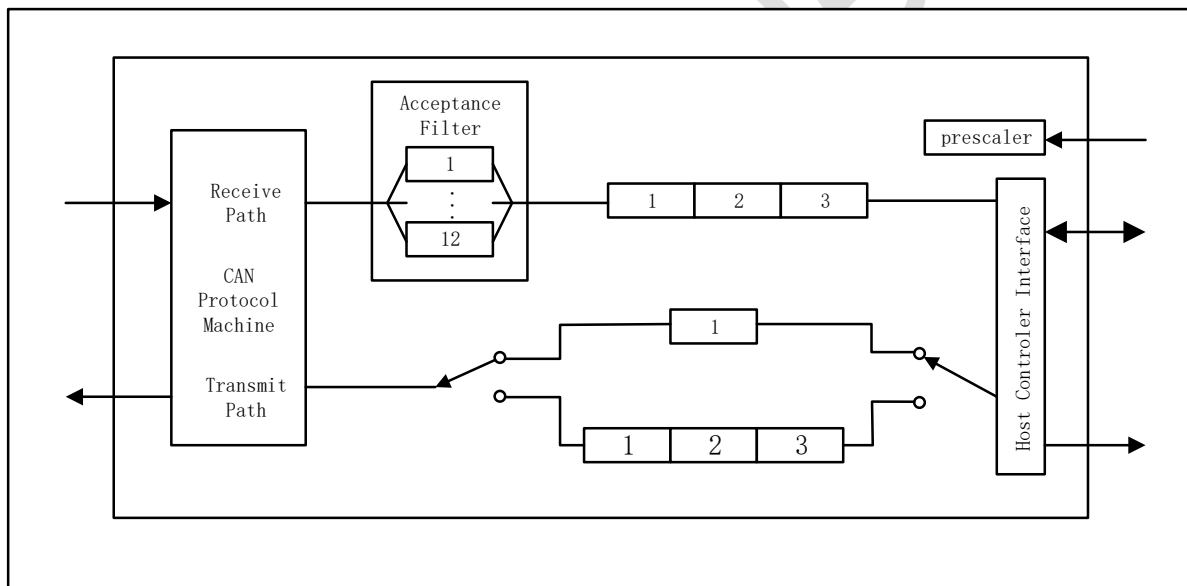 Acceptance
Filter
1
⋮
12
prescaler
Receive
Path
CAN
Protocol
Machine
Transmit
Path
1 2 3
1
1 2 3
Host Controler Interface